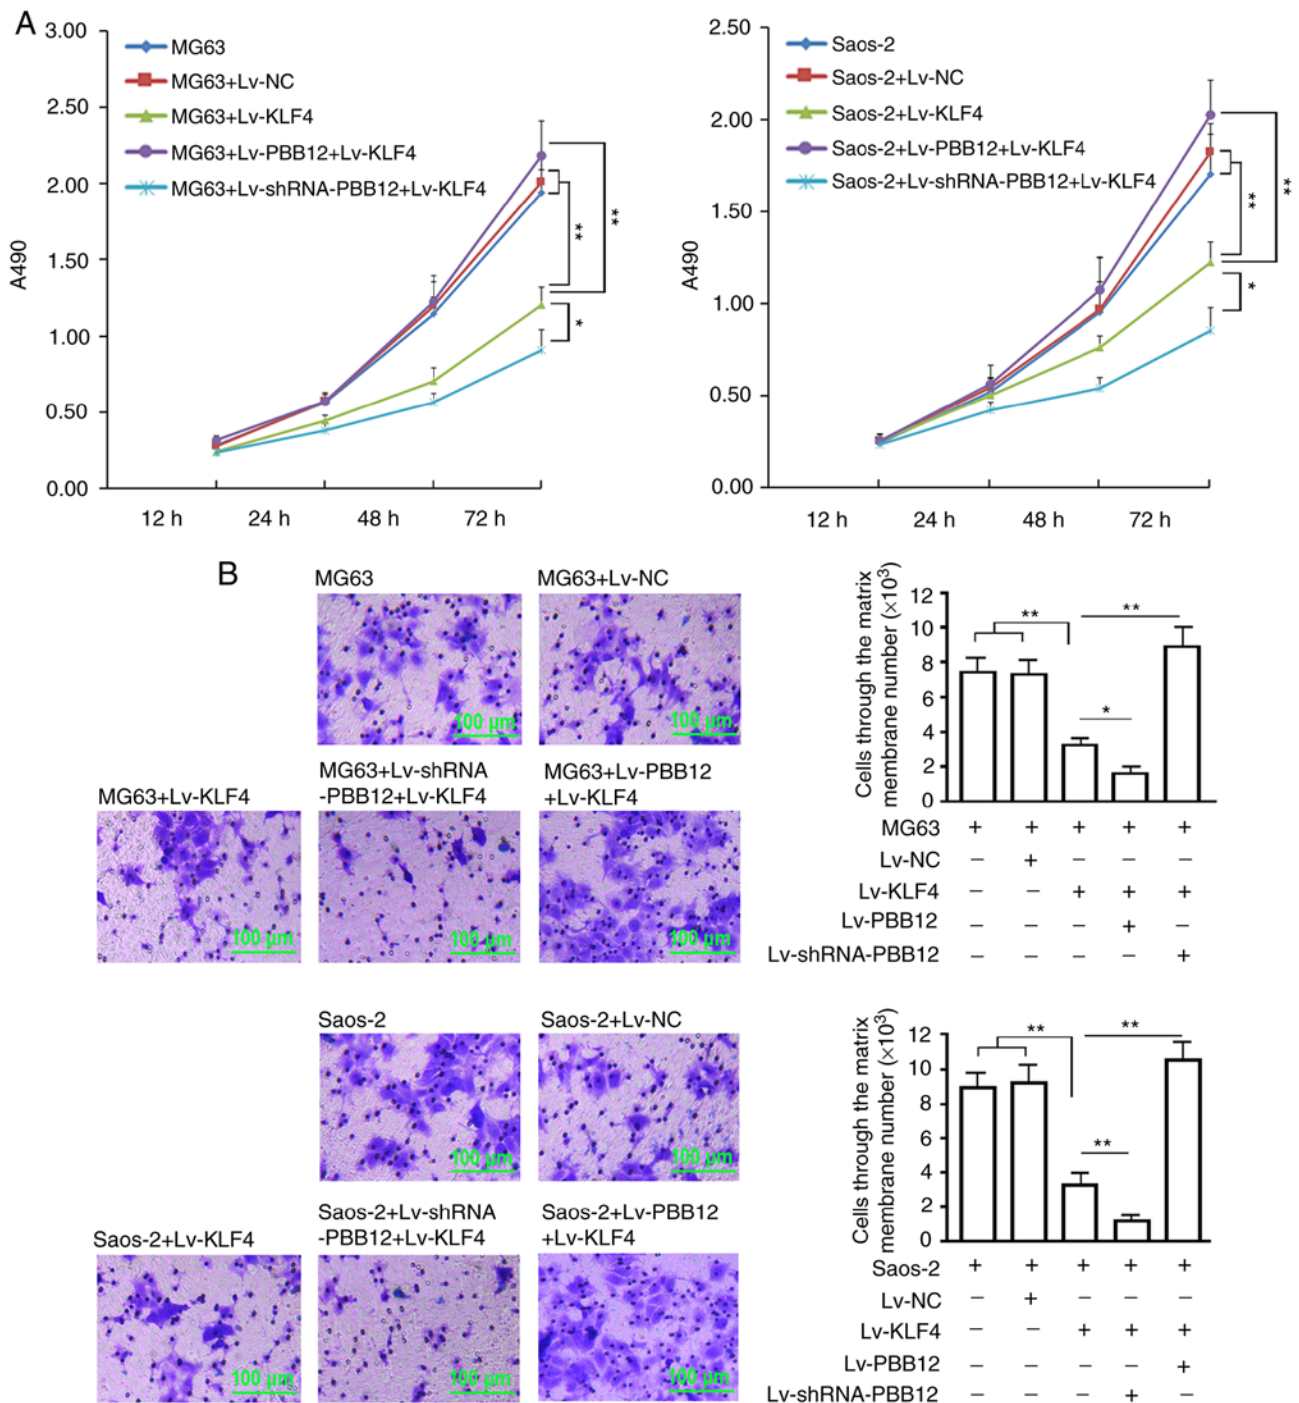 A
3.00
2.50
2.00
1.50
1.00
0.50
0.00
A490
MG63
MG63+Lv-NC
MG63+Lv-KLF4
MG63+Lv-PBB12+Lv-KLF4
MG63+Lv-shRNA-PBB12+Lv-KLF4
**
**
*
12 h 24 h 48 h 72 h
2.50
2.00
1.50
1.00
0.50
0.00
A490
Saos-2
Saos-2+Lv-NC
Saos-2+Lv-KLF4
Saos-2+Lv-PBB12+Lv-KLF4
Saos-2+Lv-shRNA-PBB12+Lv-KLF4
**
**
*
12 h 24 h 48 h 72 h
B
MG63
100 µm
MG63+Lv-NC
100 µm
MG63+Lv-KLF4
100 µm
MG63+Lv-shRNA
-PBB12+Lv-KLF4
100 µm
MG63+Lv-PBB12
+Lv-KLF4
100 µm
Cells through the matrix
membrane number (×10³)
12
10
8
6
4
2
0
**
**
*
MG63 + + + + +
Lv-NC − + − − −
Lv-KLF4 − − + + +
Lv-PBB12 − − − + −
Lv-shRNA-PBB12 − − − − +
Saos-2
100 µm
Saos-2+Lv-NC
100 µm
Saos-2+Lv-KLF4
100 µm
Saos-2+Lv-shRNA
-PBB12+Lv-KLF4
100 µm
Saos-2+Lv-PBB12
+Lv-KLF4
100 µm
Cells through the matrix
membrane number (×10³)
12
10
8
6
4
2
0
**
**
**
Saos-2 + + + + +
Lv-NC − + − − −
Lv-KLF4 − − + + +
Lv-PBB12 − − − − +
Lv-shRNA-PBB12 − − − + −